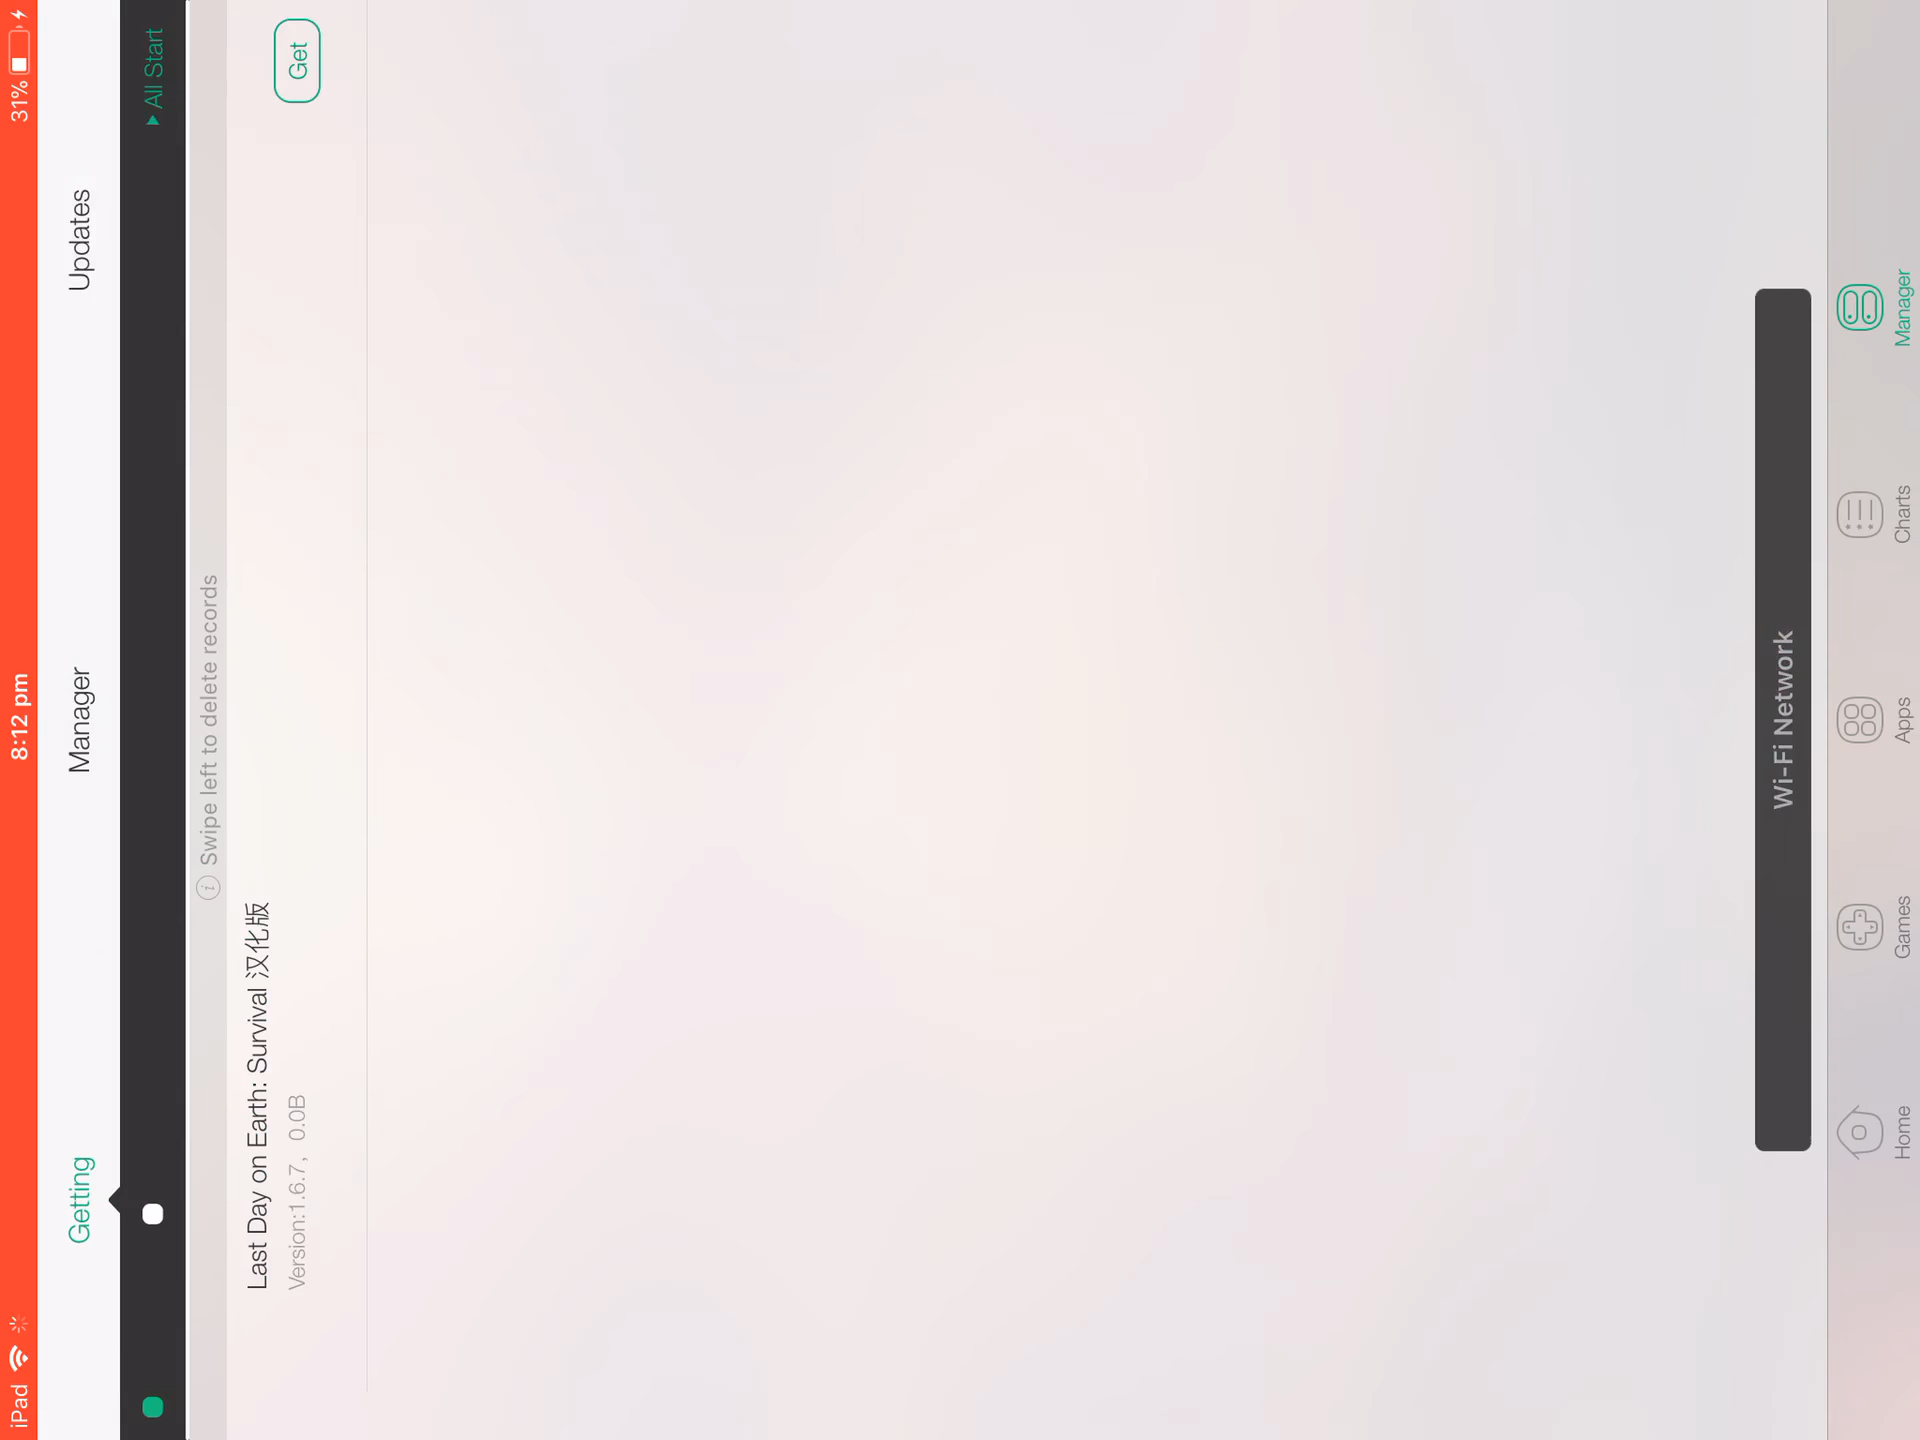 iPad
8:12 pm
31%
Getting
Manager
Updates
All Start
Swipe left to delete records
Last Day on Earth: Survival 汉化版
Version:1.6.7, 0.0B
Get
Wi-Fi Network
Home
Games
Apps
Charts
Manager